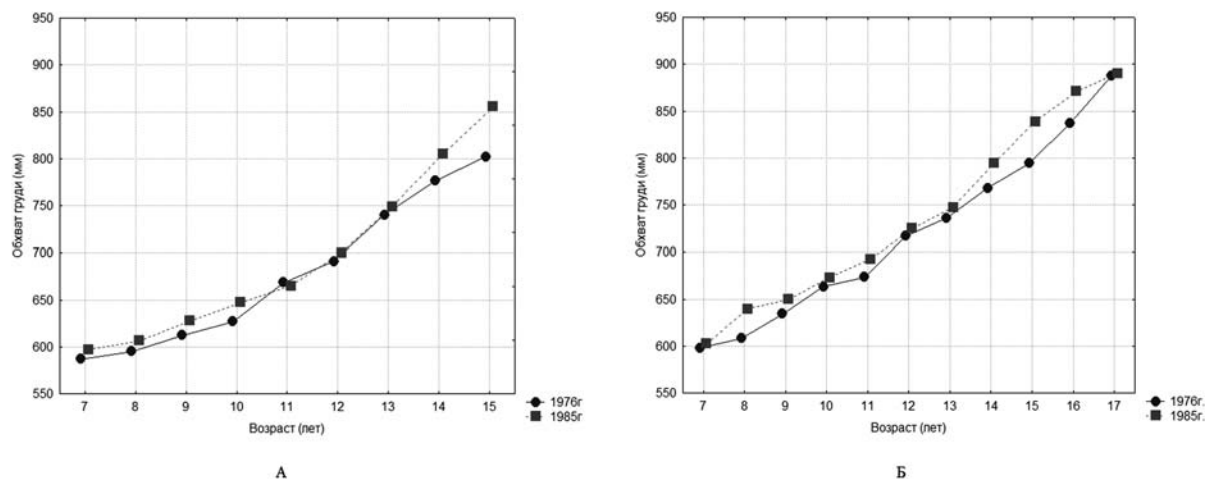 950
900
850
800
750
700
650
600
550
Обхват груди (мм)
7 8 9 10 11 12 13 14 15
Возраст (лет)
1976г
1985г
А
950
900
850
800
750
700
650
600
550
Обхват груди (мм)
7 8 9 10 11 12 13 14 15 16 17
Возраст (лет)
1976г.
1985г.
Б